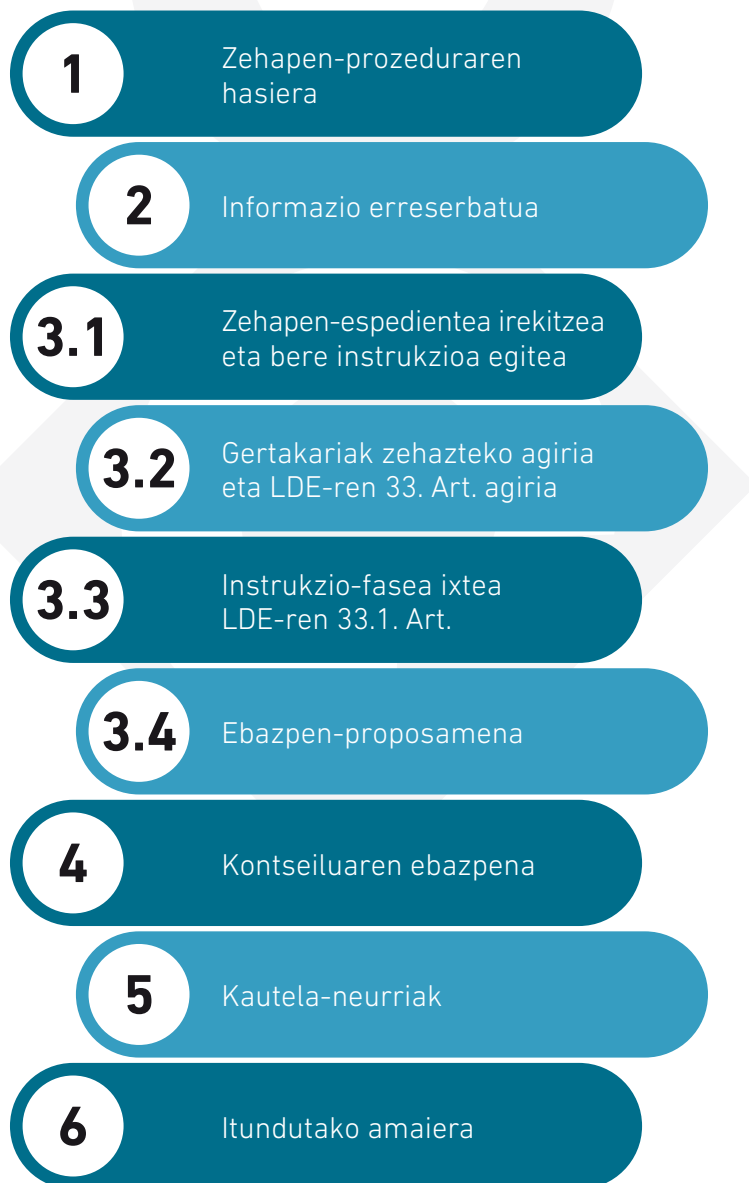 1
Zehapen-prozeduraren
hasiera
2
Informazio erreserbatua
3.1
Zehapen-espedientea irekitzea
eta bere instrukzioa egitea
3.2
Gertakariak zehazteko agiria
eta LDE-ren 33. Art. agiria
3.3
Instrukzio-fasea ixtea
LDE-ren 33.1. Art.
3.4
Ebazpen-proposamena
4
Kontseiluaren ebazpena
5
Kautela-neurriak
6
Itundutako amaiera